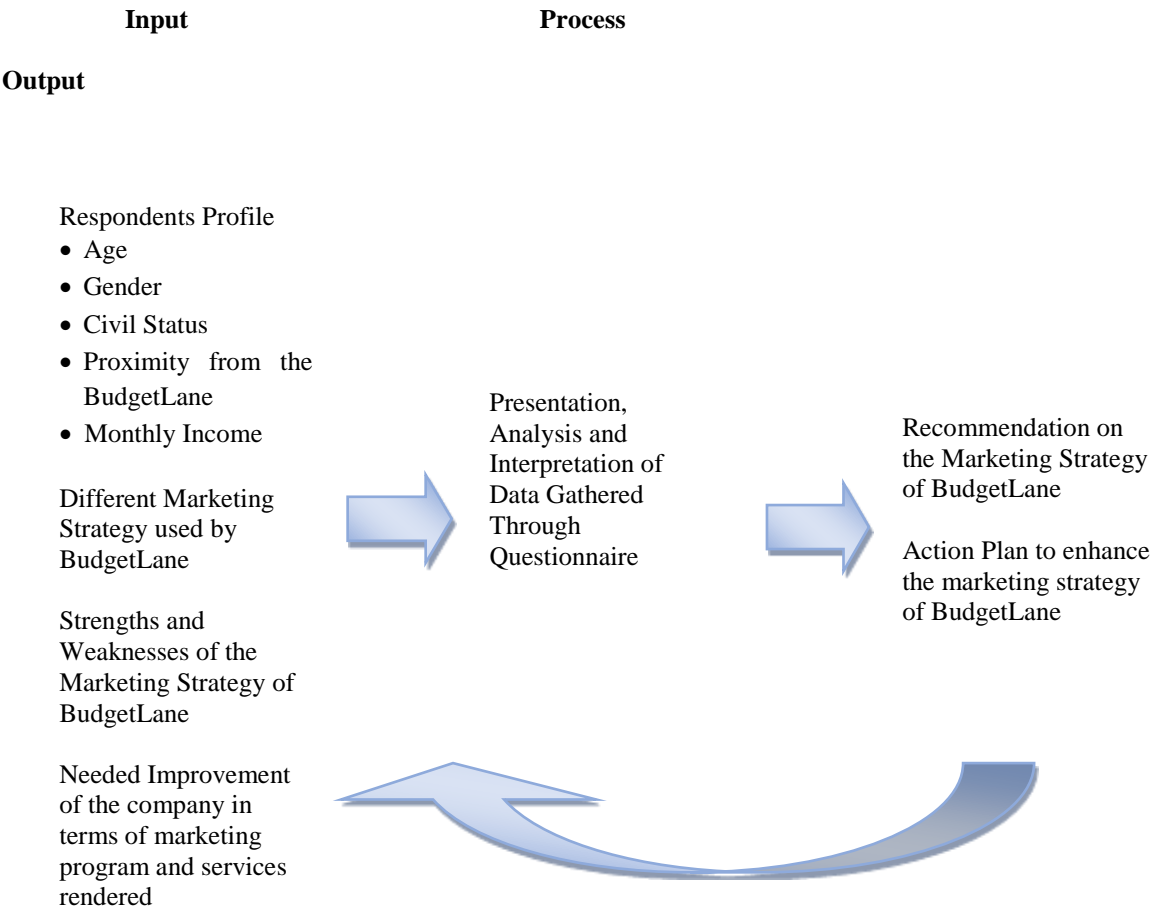 Input Process
Output
Respondents Profile
• Age
• Gender
• Civil Status
• Proximity from the
BudgetLane
• Monthly Income
Different Marketing
Strategy used by
BudgetLane
Strengths and
Weaknesses of the
Marketing Strategy of
BudgetLane
Needed Improvement
of the company in
terms of marketing
program and services
rendered
Presentation,
Analysis and
Interpretation of
Data Gathered
Through
Questionnaire
Recommendation on
the Marketing Strategy
of BudgetLane
Action Plan to enhance
the marketing strategy
of BudgetLane